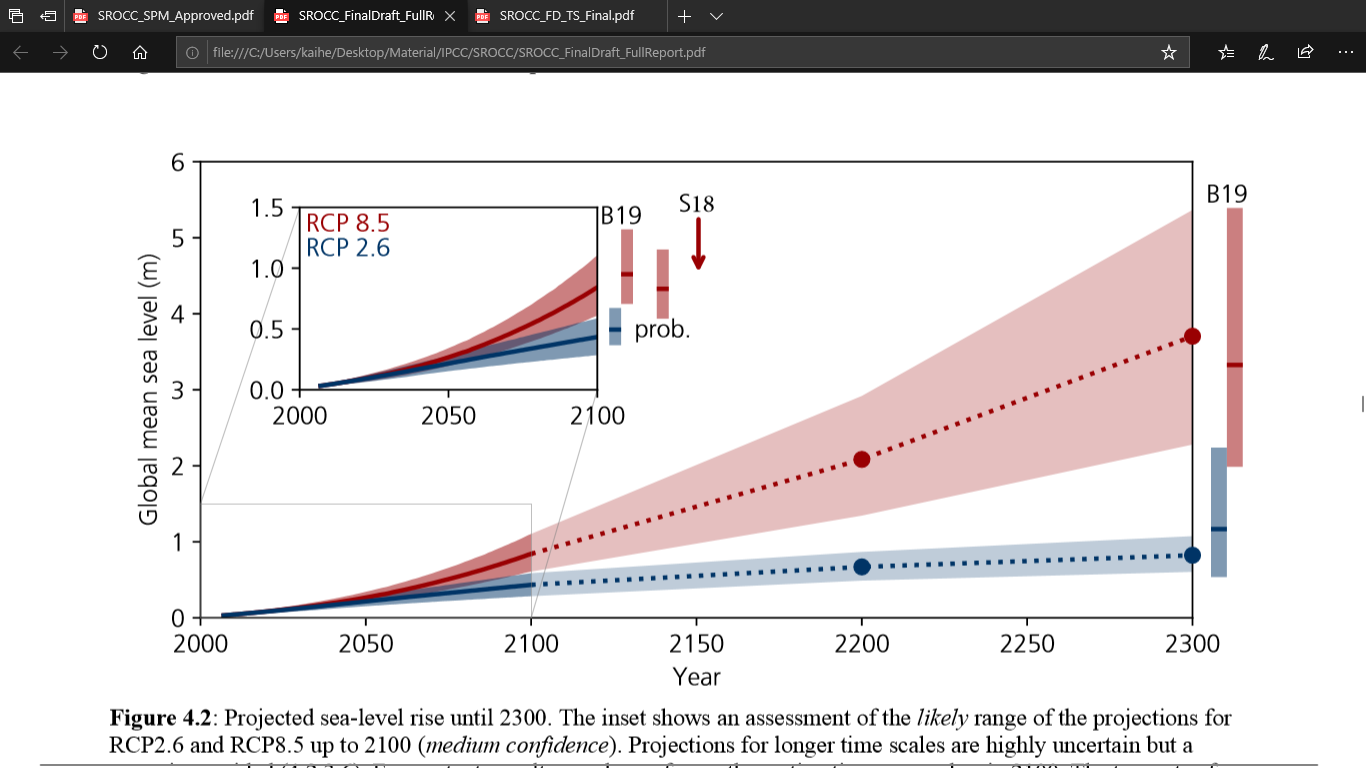 SROCC_SPM_Approved.pdf
SROCC_FinalDraft_FullR
SROCC_FD_TS_Final.pdf
file:///C:/Users/kaihe/Desktop/Material/IPCC/SROCC/SROCC_FinalDraft_FullReport.pdf
6
5
4
3
2
1
0
Global mean sea level (m)
2000 2050 2100 2150 2200 2250 2300
Year
1.5
1.0
0.5
0.0
2000 2050 2100
RCP 8.5
RCP 2.6
B19
S18
prob.
B19
Figure 4.2: Projected sea-level rise until 2300. The inset shows an assessment of the likely range of the projections for
RCP2.6 and RCP8.5 up to 2100 (medium confidence). Projections for longer time scales are highly uncertain but a